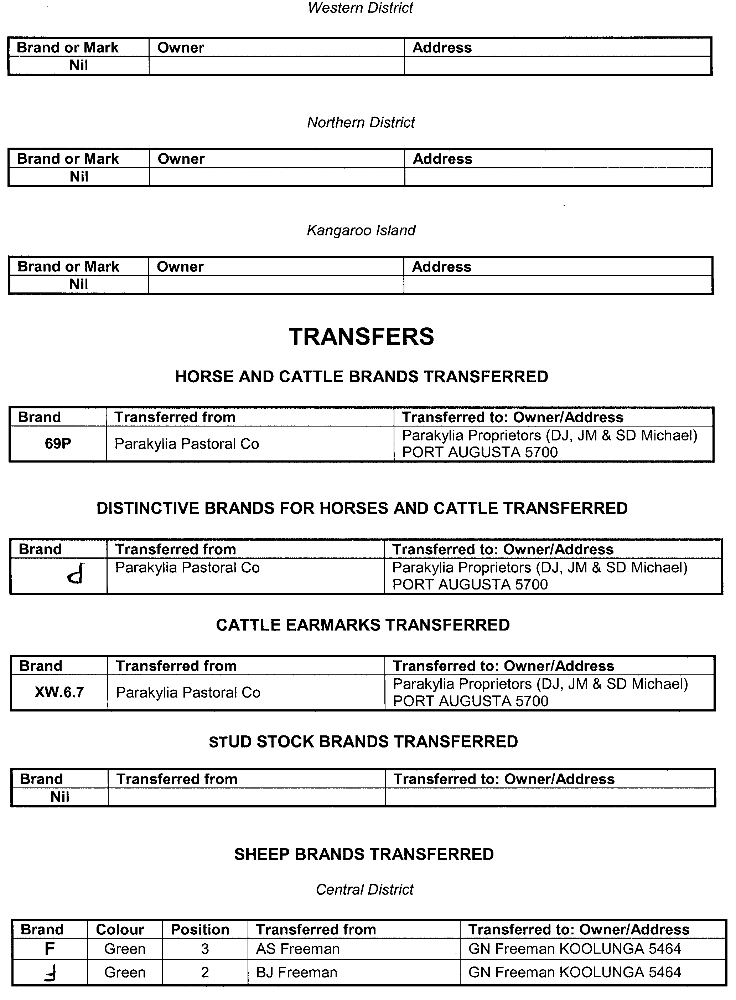 Western District
Brand or Mark Owner Address
Nil
Northern District
Brand or Mark Owner Address
Nil
Kangaroo Island
Brand or Mark Owner Address
Nil
TRANSFERS
HORSE AND CATTLE BRANDS TRANSFERRED
Brand Transferred from Transferred to: Owner/Address
69P Parakylia Pastoral Co Parakylia Proprietors (DJ, JM & SD Michael)
PORT AUGUSTA 5700
DISTINCTIVE BRANDS FOR HORSES AND CATTLE TRANSFERRED
Brand Transferred from Transferred to: Owner/Address
Parakylia Pastoral Co Parakylia Proprietors (DJ, JM & SD Michael)
PORT AUGUSTA 5700
CATTLE EARMARKS TRANSFERRED
Brand Transferred from Transferred to: Owner/Address
XW.6.7 Parakylia Pastoral Co Parakylia Proprietors (DJ, JM & SD Michael)
PORT AUGUSTA 5700
STUD STOCK BRANDS TRANSFERRED
Brand Transferred from Transferred to: Owner/Address
Nil
SHEEP BRANDS TRANSFERRED
Central District
Brand Colour Position Transferred from Transferred to: Owner/Address
F Green 3 AS Freeman GN Freeman KOOLUNGA 5464
Green 2 BJ Freeman GN Freeman KOOLUNGA 5464